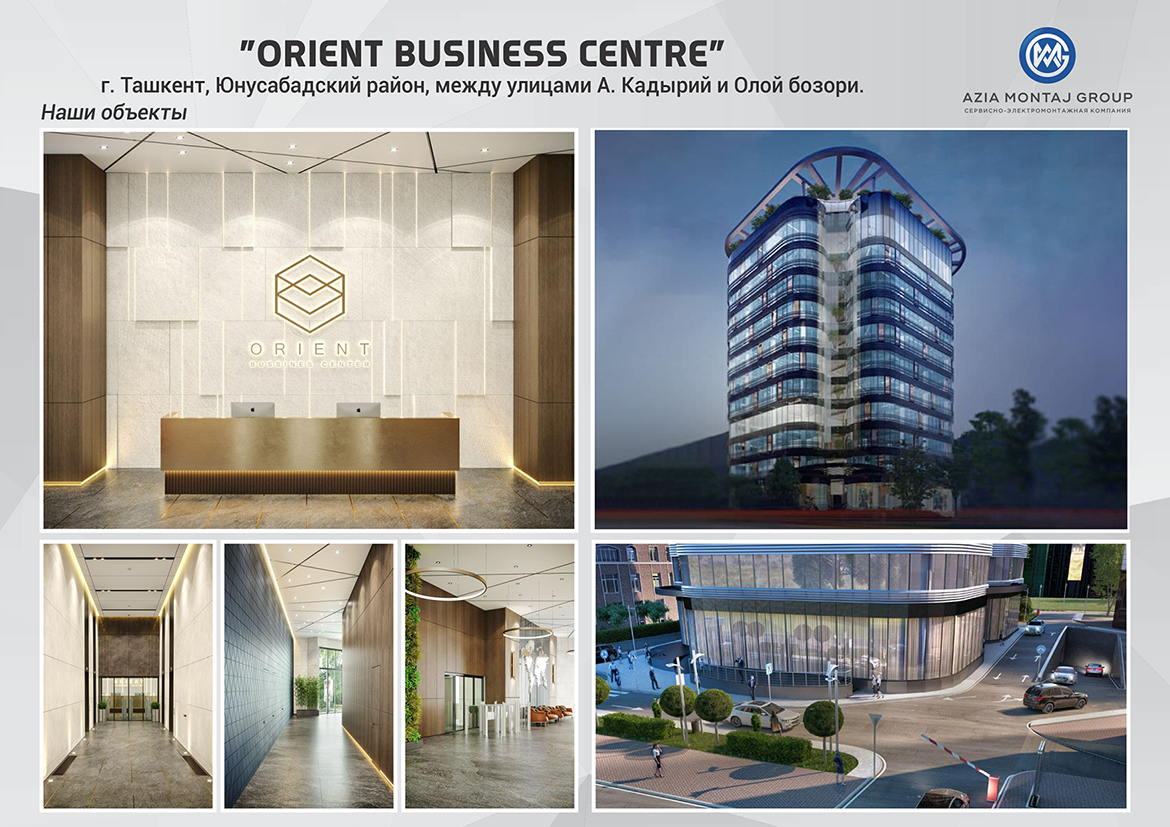 "ORIENT BUSINESS CENTRE"
г. Ташкент, Юнусабадский район, между улицами А. Кадырий и Олой бозори.
Наши объекты
AZIA MONTAJ GROUP
СЕРВИСНО-ЭЛЕКТРОМОНТАЖНАЯ КОМПАНИЯ
ORIENT
BUSSINES CENTER